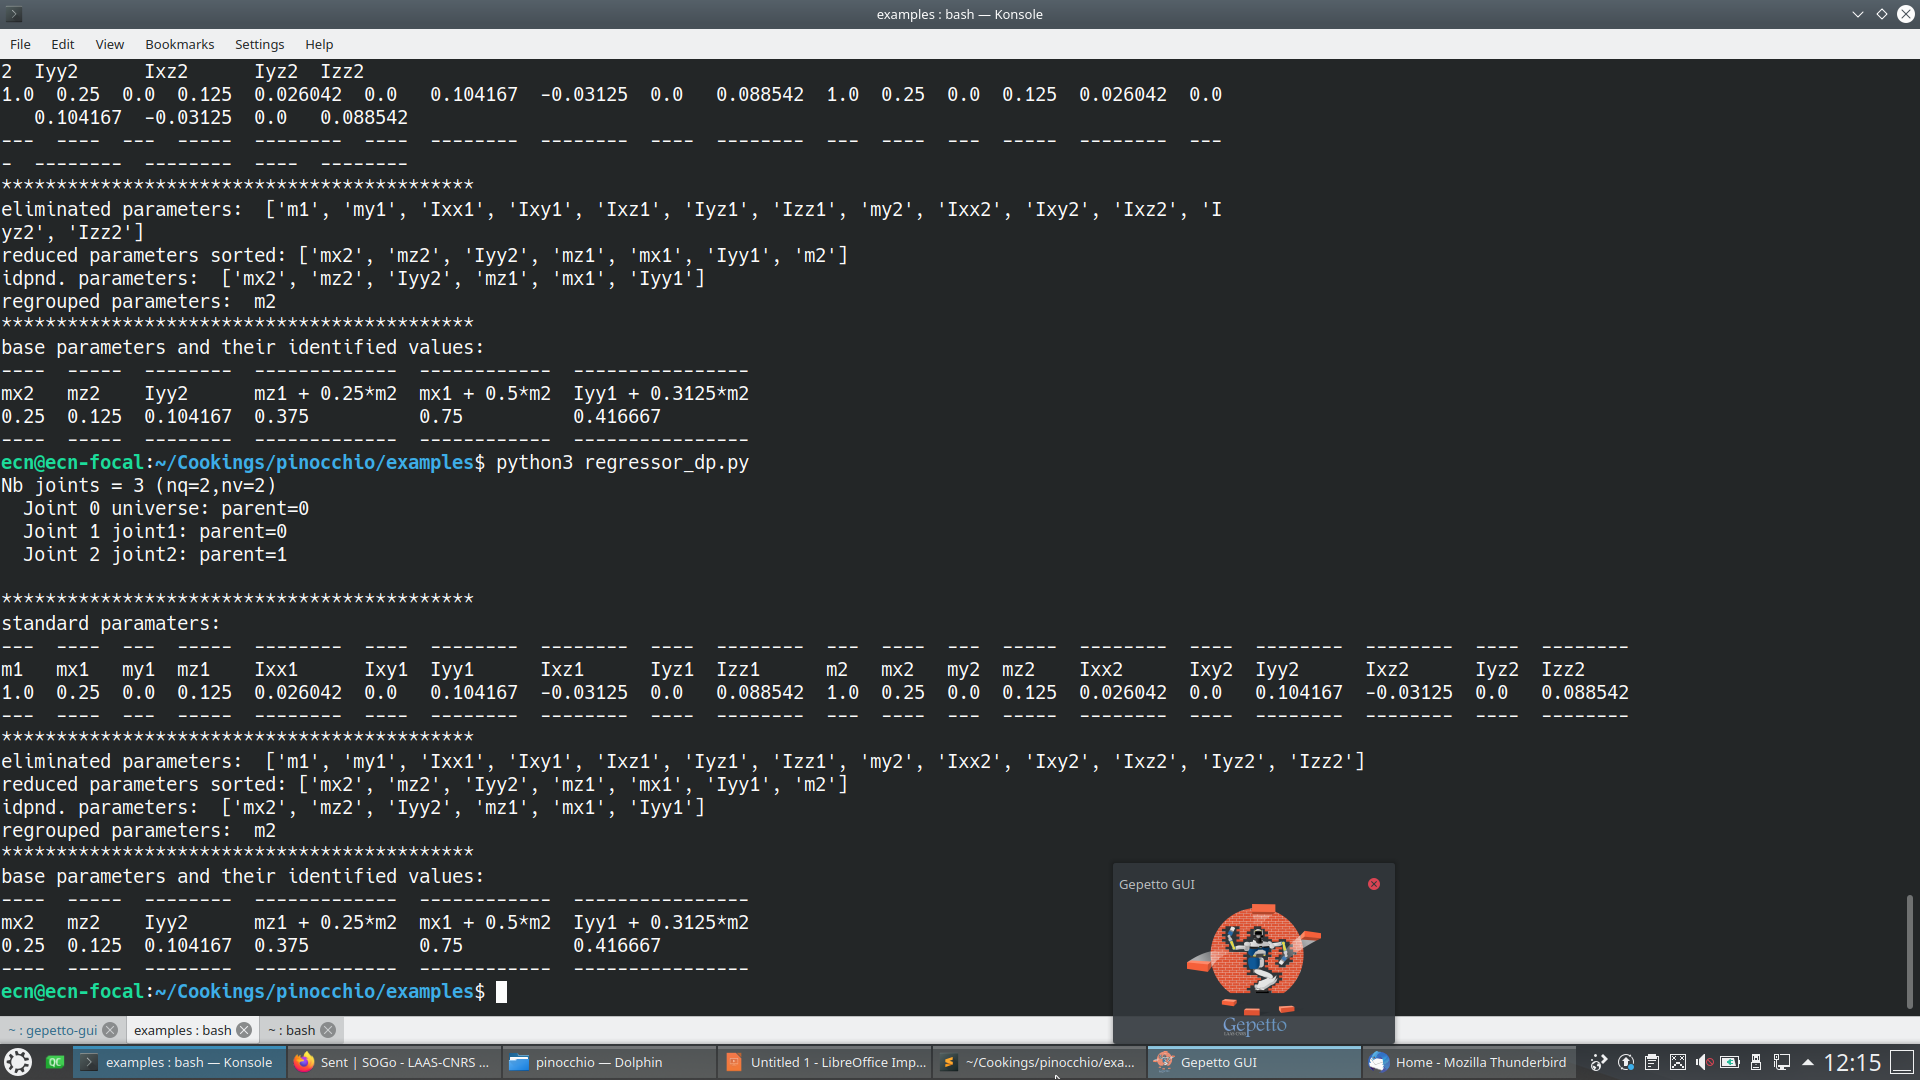 examples : bash — Konsole
File Edit View Bookmarks Settings Help
2  Iyy2      Ixz2      Iyz2  Izz2
1.0  0.25  0.0  0.125  0.026042  0.0   0.104167  -0.03125  0.0   0.088542  1.0  0.25  0.0  0.125  0.026042  0.0
   0.104167  -0.03125  0.0   0.088542
---  ----  ---  -----  --------  ----  --------  --------  ----  --------  ---  ----  ---  -----  --------  ---
-  --------  --------  ----  --------
*******************************************
eliminated parameters:  ['m1', 'my1', 'Ixx1', 'Ixy1', 'Ixz1', 'Iyz1', 'Izz1', 'my2', 'Ixx2', 'Ixy2', 'Ixz2', 'I
yz2', 'Izz2']
reduced parameters sorted: ['mx2', 'mz2', 'Iyy2', 'mz1', 'mx1', 'Iyy1', 'm2']
idpnd. parameters:  ['mx2', 'mz2', 'Iyy2', 'mz1', 'mx1', 'Iyy1']
regrouped parameters:  m2
*******************************************
base parameters and their identified values:
----  -----  --------  -------------  ------------  ----------------
mx2   mz2    Iyy2      mz1 + 0.25*m2  mx1 + 0.5*m2  Iyy1 + 0.3125*m2
0.25  0.125  0.104167  0.375          0.75          0.416667
----  -----  --------  -------------  ------------  ----------------
ecn@ecn-focal:~/Cookings/pinocchio/examples$ python3 regressor_dp.py
Nb joints = 3 (nq=2,nv=2)
  Joint 0 universe: parent=0
  Joint 1 joint1: parent=0
  Joint 2 joint2: parent=1
*******************************************
standard paramaters:
---  ----  ---  -----  --------  ----  --------  --------  ----  --------  ---  ----  ---  -----  --------  ----  --------  --------  ----  --------
m1   mx1   my1  mz1    Ixx1      Ixy1  Iyy1      Ixz1      Iyz1  Izz1      m2   mx2   my2  mz2    Ixx2      Ixy2  Iyy2      Ixz2      Iyz2  Izz2
1.0  0.25  0.0  0.125  0.026042  0.0   0.104167  -0.03125  0.0   0.088542  1.0  0.25  0.0  0.125  0.026042  0.0   0.104167  -0.03125  0.0   0.088542
---  ----  ---  -----  --------  ----  --------  --------  ----  --------  ---  ----  ---  -----  --------  ----  --------  --------  ----  --------
*******************************************
eliminated parameters:  ['m1', 'my1', 'Ixx1', 'Ixy1', 'Ixz1', 'Iyz1', 'Izz1', 'my2', 'Ixx2', 'Ixy2', 'Ixz2', 'Iyz2', 'Izz2']
reduced parameters sorted: ['mx2', 'mz2', 'Iyy2', 'mz1', 'mx1', 'Iyy1', 'm2']
idpnd. parameters:  ['mx2', 'mz2', 'Iyy2', 'mz1', 'mx1', 'Iyy1']
regrouped parameters:  m2
*******************************************
base parameters and their identified values:
----  -----  --------  -------------  ------------  ----------------
mx2   mz2    Iyy2      mz1 + 0.25*m2  mx1 + 0.5*m2  Iyy1 + 0.3125*m2
0.25  0.125  0.104167  0.375          0.75          0.416667
----  -----  --------  -------------  ------------  ----------------
ecn@ecn-focal:~/Cookings/pinocchio/examples$
Gepetto GUI
Gepetto
~ : gepetto-gui examples : bash ~ : bash
QC examples : bash — Konsole Sent | SOGo - LAAS-CNRS ... pinocchio — Dolphin Untitled 1 - LibreOffice Imp... ~/Cookings/pinocchio/exa... Gepetto GUI Home - Mozilla Thunderbird 12:15